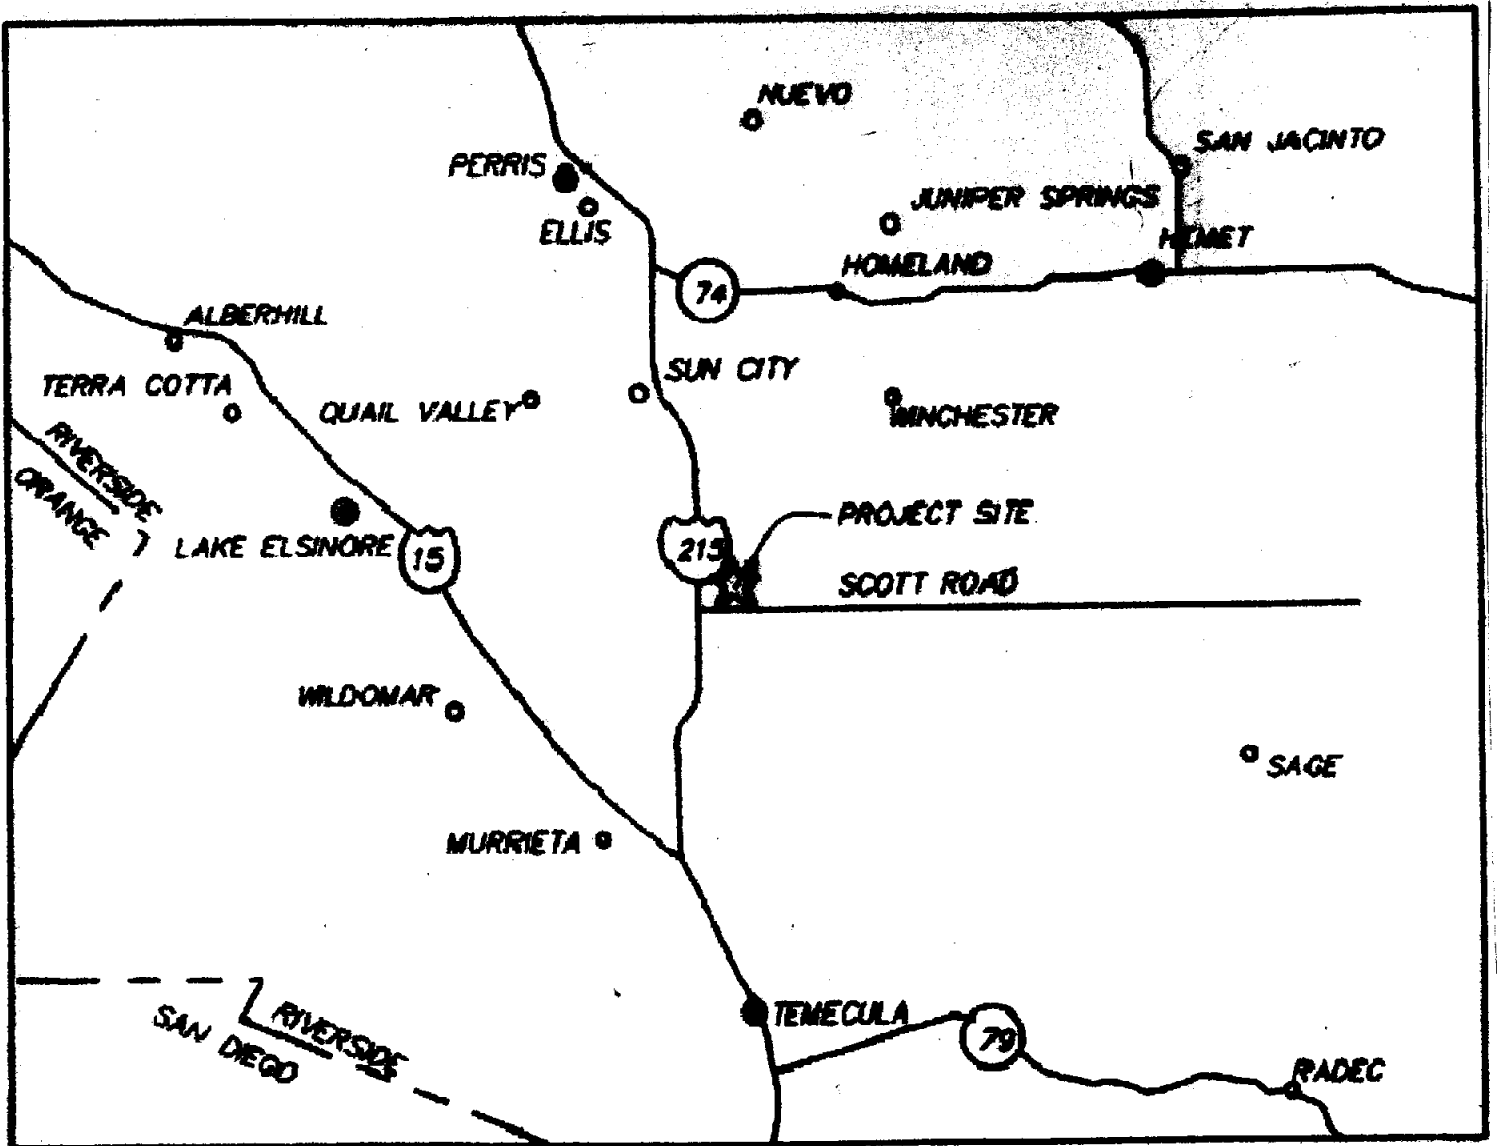 NUEVO
SAN JACINTO
PERRIS
JUNIPER SPRINGS
ELLIS
HEMET
HOMELAND
74
ALBERHILL
SUN CITY
TERRA COTTA
QUAIL VALLEY
WINCHESTER
RIVERSIDE
ORANGE
PROJECT SITE
LAKE ELSINORE
15
215
SCOTT ROAD
WILDOMAR
SAGE
MURRIETA
TEMECULA
RIVERSIDE
SAN DIEGO
79
RADEC